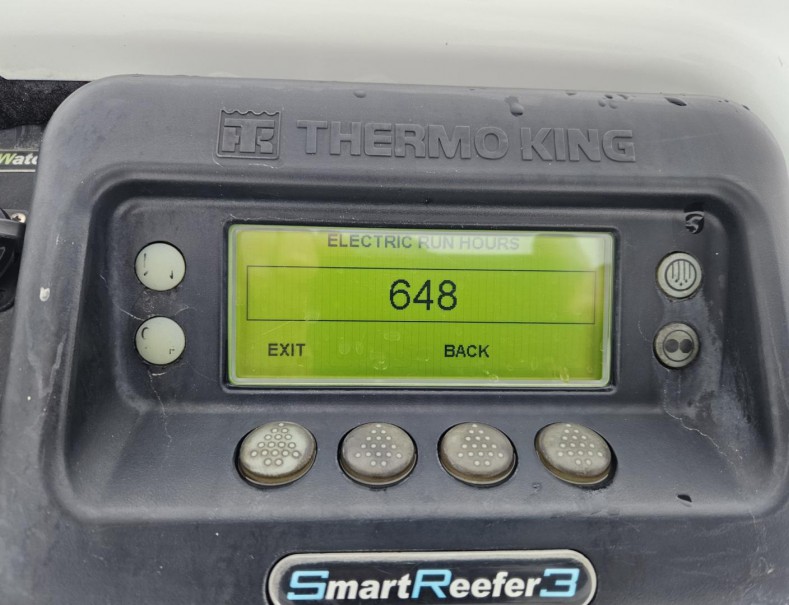 THERMO KING
ELECTRIC RUN HOURS
648
EXIT BACK
SmartReefer3